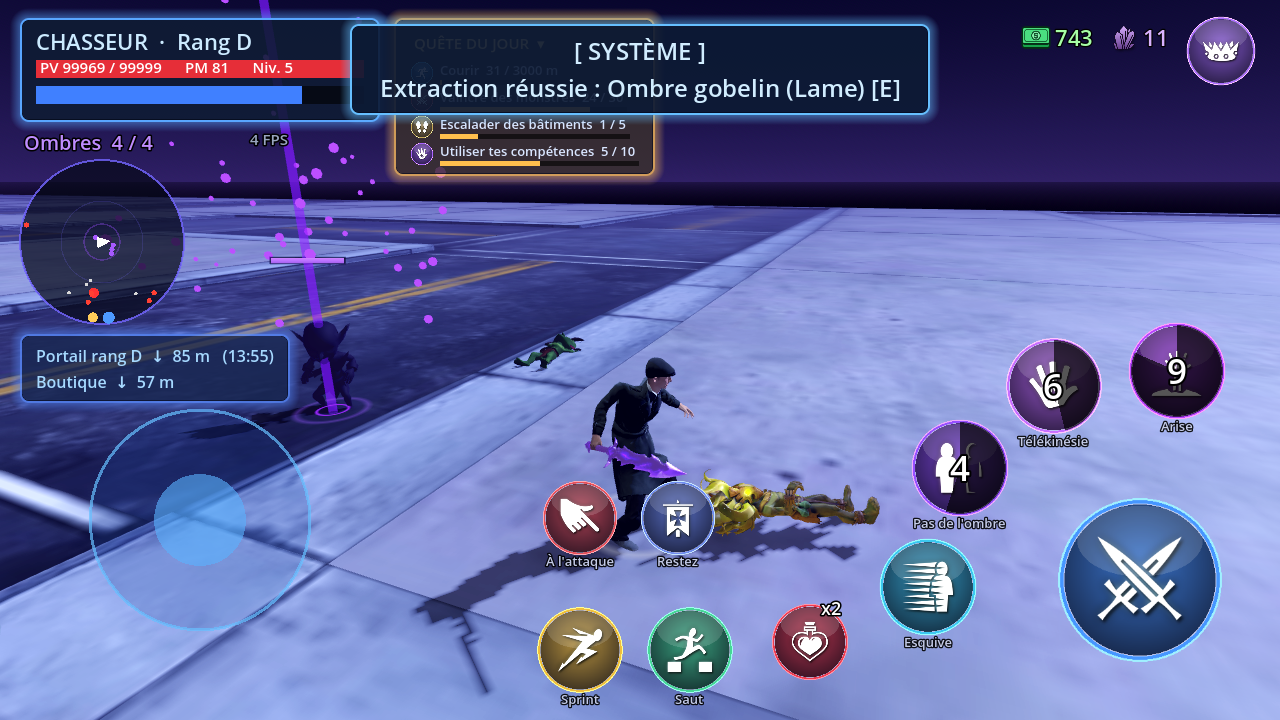 CHASSEUR · Rang D
PV 99969 / 99999 PM 81 Niv. 5
Ombres 4 / 4
4 FPS
QUÊTE DU JOUR ▼
Courir 31 / 3000 m
[ SYSTÈME ]
Extraction réussie : Ombre gobelin (Lame) [E]
Escalader des bâtiments 1 / 5
Utiliser tes compétences 5 / 10
743
11
Portail rang D ↓ 85 m (13:55)
Boutique ↓ 57 m
6
Télékinésie
9
Arise
4
Pas de l'ombre
À l'attaque
Restez
Esquive
x2
Sprint
Saut